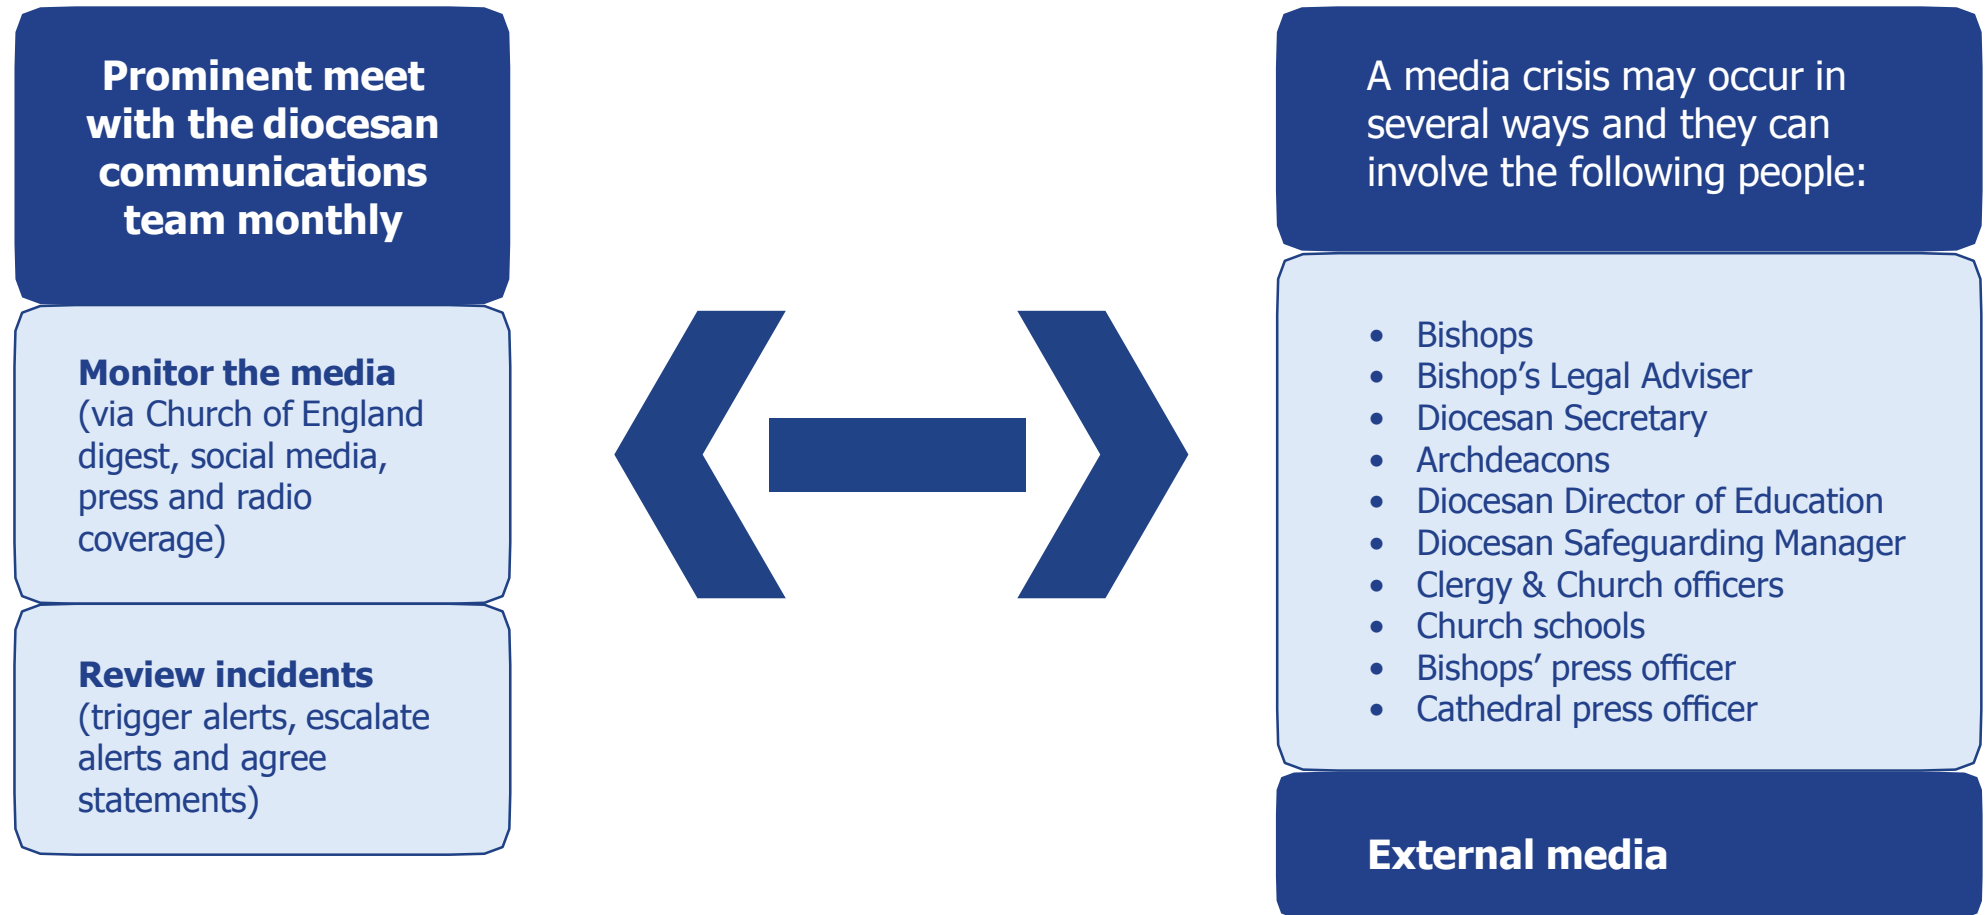 Prominent meet
with the diocesan
communications
team monthly
Monitor the media
(via Church of England
digest, social media,
press and radio
coverage)
Review incidents
(trigger alerts, escalate
alerts and agree
statements)
A media crisis may occur in
several ways and they can
involve the following people:
• Bishops
• Bishop’s Legal Adviser
• Diocesan Secretary
• Archdeacons
• Diocesan Director of Education
• Diocesan Safeguarding Manager
• Clergy & Church officers
• Church schools
• Bishops’ press officer
• Cathedral press officer
External media